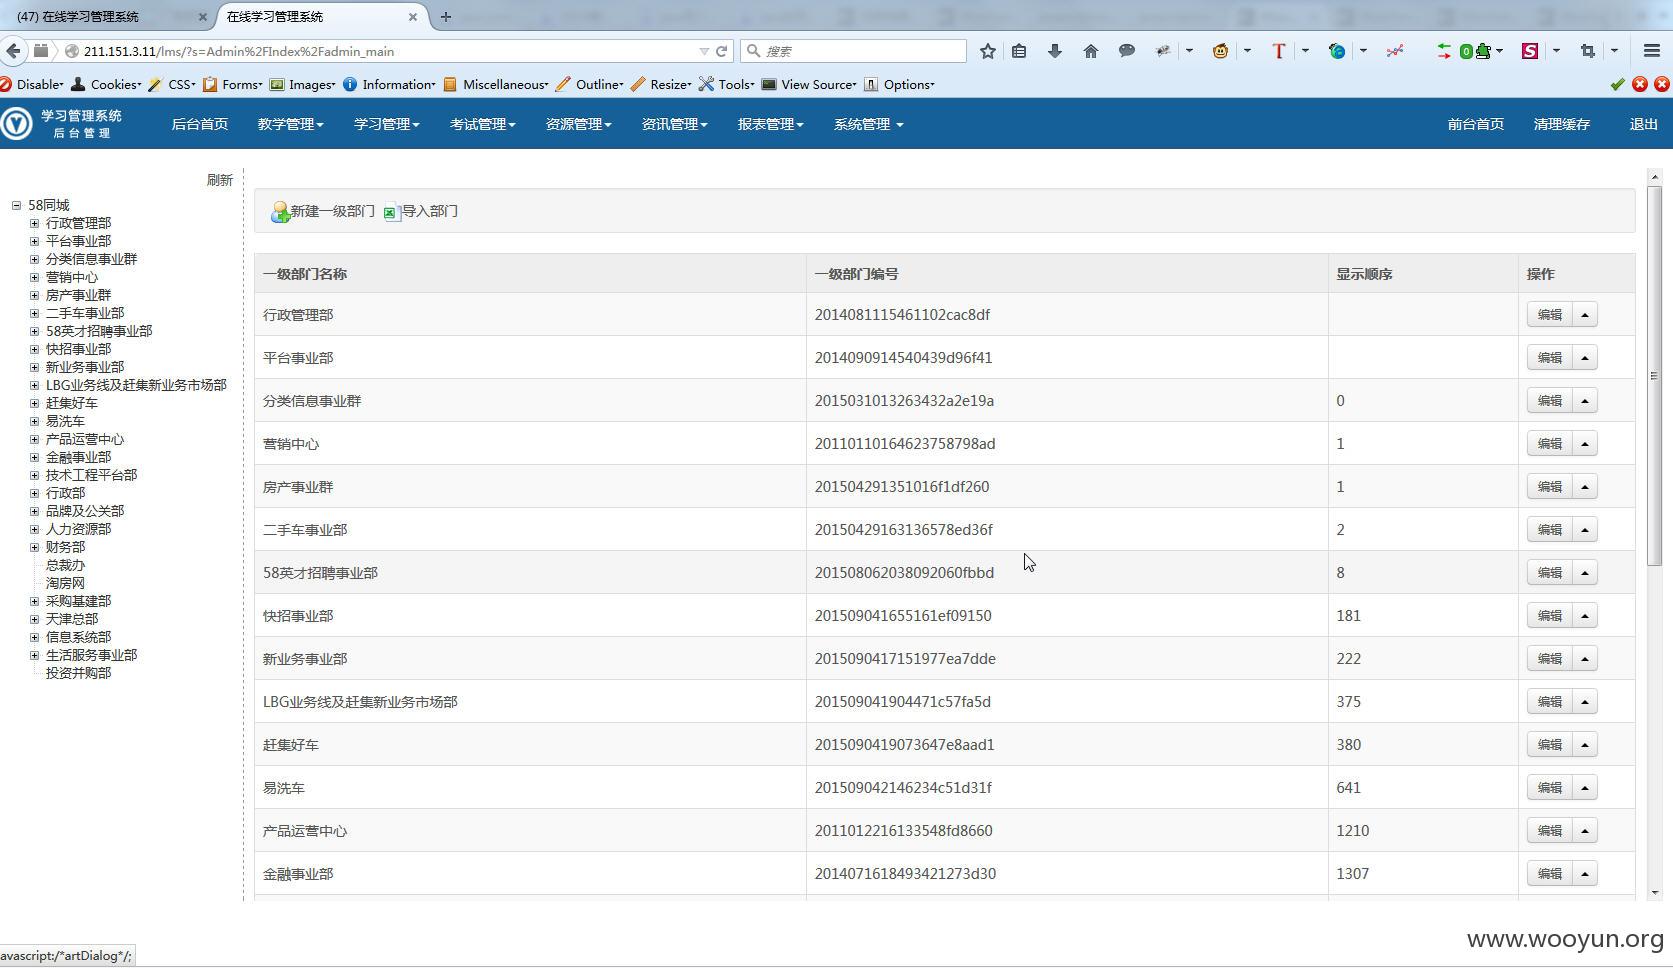 (47) 在线学习管理系统
在线学习管理系统
211.151.3.11/lms/?s=Admin%2FIndex%2Fadmin_main
搜索
Disable Cookies CSS Forms Images Information Miscellaneous Outline Resize Tools View Source Options
学习管理系统
后台管理
后台首页 教学管理 学习管理 考试管理 资源管理 资讯管理 报表管理 系统管理 前台首页 清理缓存 退出
刷新
58同城
行政管理部
平台事业部
分类信息事业群
营销中心
房产事业群
二手车事业部
58英才招聘事业部
快招事业部
新业务事业部
LBG业务线及赶集新业务市场部
赶集好车
易洗车
产品运营中心
金融事业部
技术工程平台部
行政部
品牌及公关部
人力资源部
财务部
总裁办
淘房网
采购基建部
天津总部
信息系统部
生活服务事业部
投资并购部
新建一级部门 导入部门
一级部门名称 一级部门编号 显示顺序 操作
行政管理部 2014081115461102cac8df 编辑
平台事业部 2014090914540439d96f41 编辑
分类信息事业群 2015031013263432a2e19a 0 编辑
营销中心 20110110164623758798ad 1 编辑
房产事业群 201504291351016f1df260 1 编辑
二手车事业部 20150429163136578ed36f 2 编辑
58英才招聘事业部 201508062038092060fbbd 8 编辑
快招事业部 201509041655161ef09150 181 编辑
新业务事业部 2015090417151977ea7dde 222 编辑
LBG业务线及赶集新业务市场部 201509041904471c57fa5d 375 编辑
赶集好车 2015090419073647e8aad1 380 编辑
易洗车 201509042146234c51d31f 641 编辑
产品运营中心 2011012216133548fd8660 1210 编辑
金融事业部 2014071618493421273d30 1307 编辑
avascript:/*artDialog*/;
www.wooyun.org